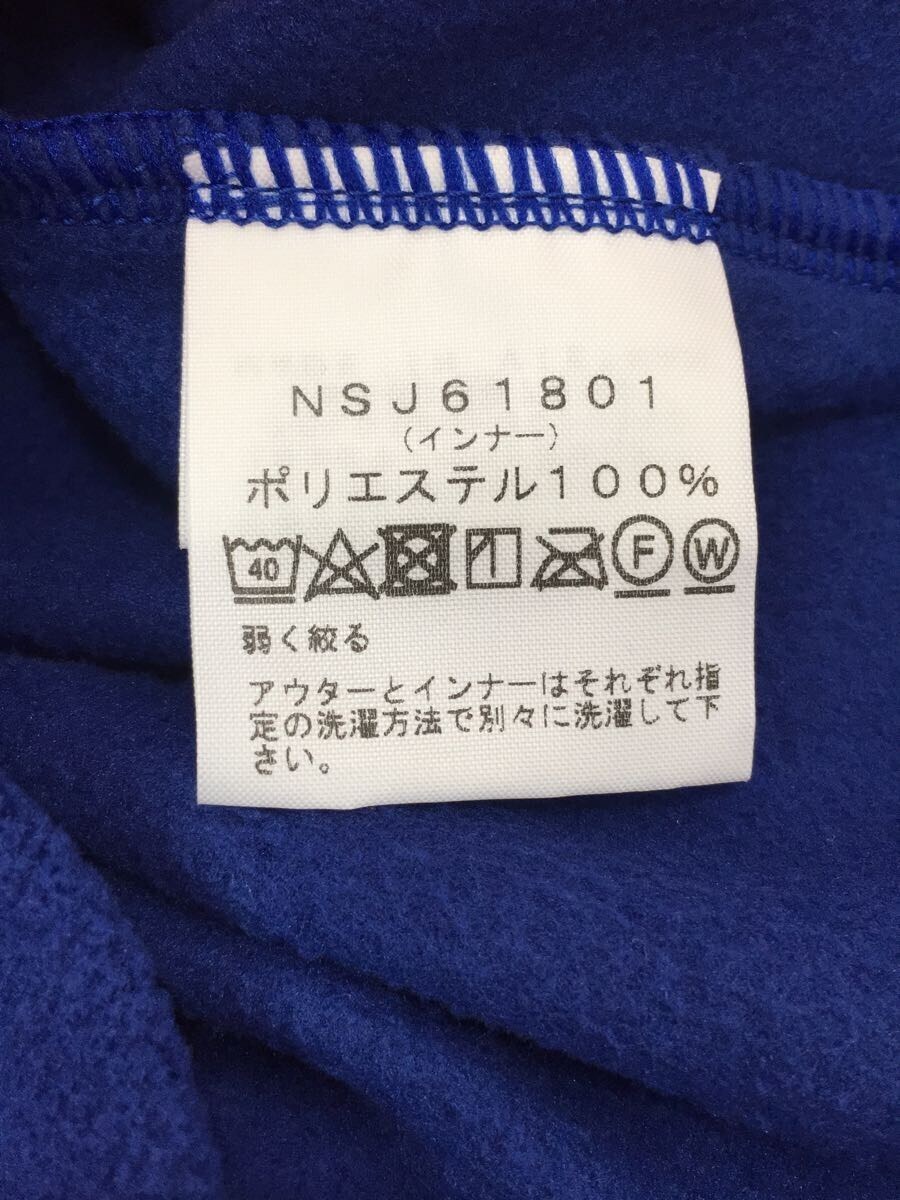 NSJ61801
（インナー）
ポリエステル100%
40 F W
弱く絞る
アウターとインナーはそれぞれ指
定の洗濯方法で別々に洗濯して下
さい。